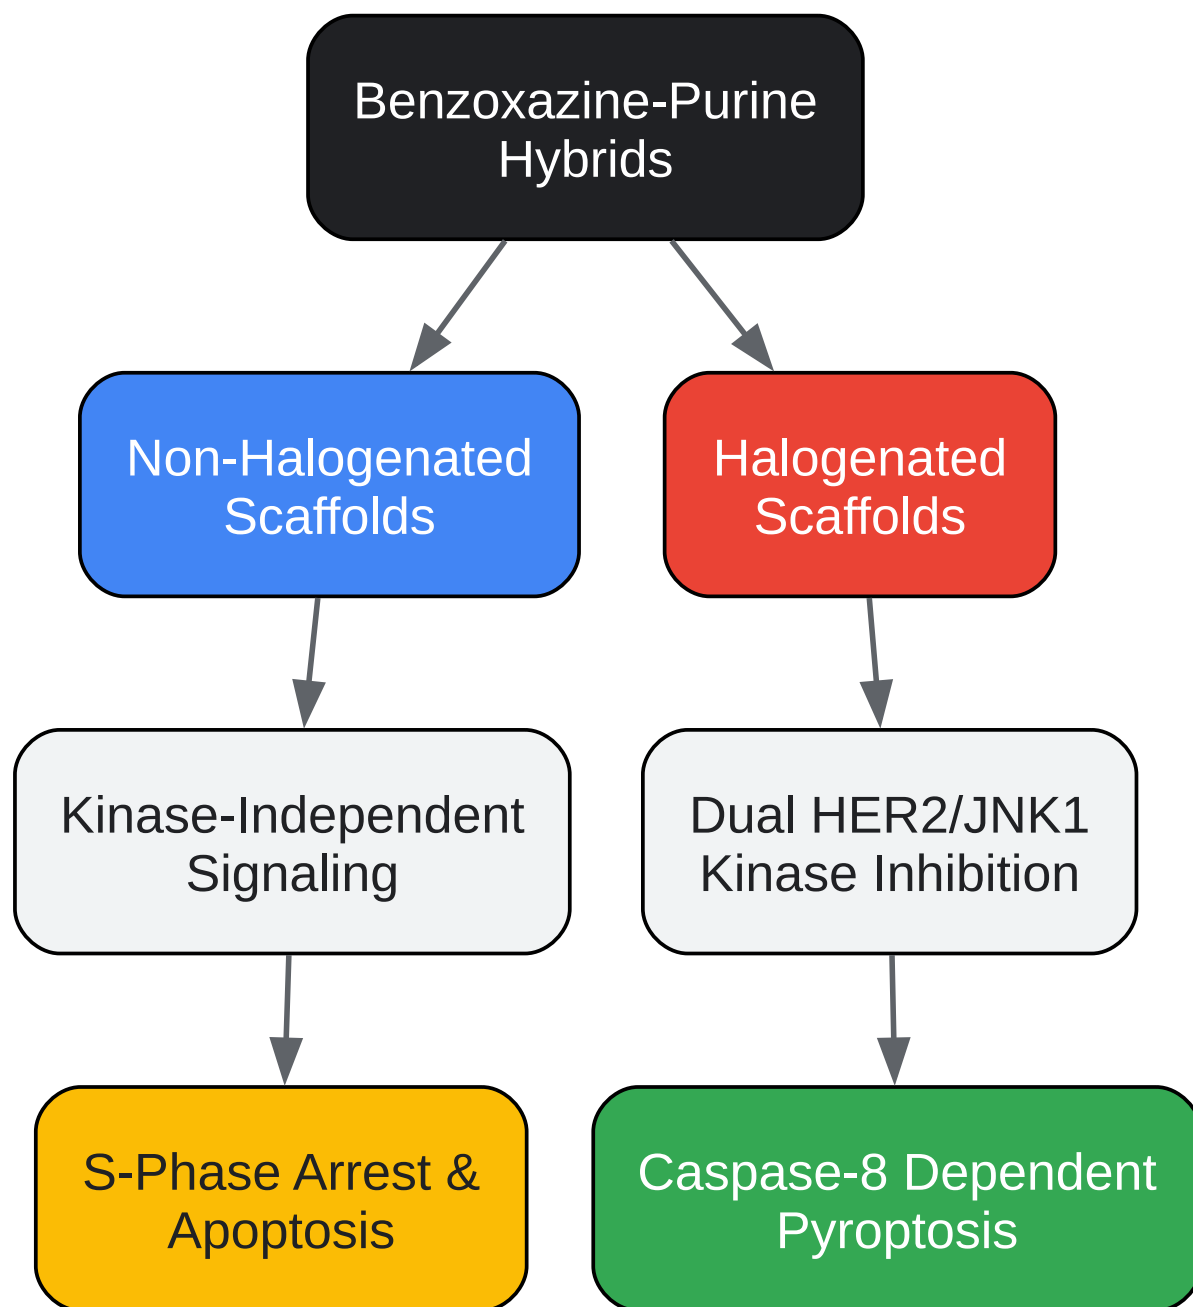 Benzoxazine-Purine
Hybrids
Non-Halogenated
Scaffolds
Halogenated
Scaffolds
Kinase-Independent
Signaling
Dual HER2/JNK1
Kinase Inhibition
S-Phase Arrest &
Apoptosis
Caspase-8 Dependent
Pyroptosis